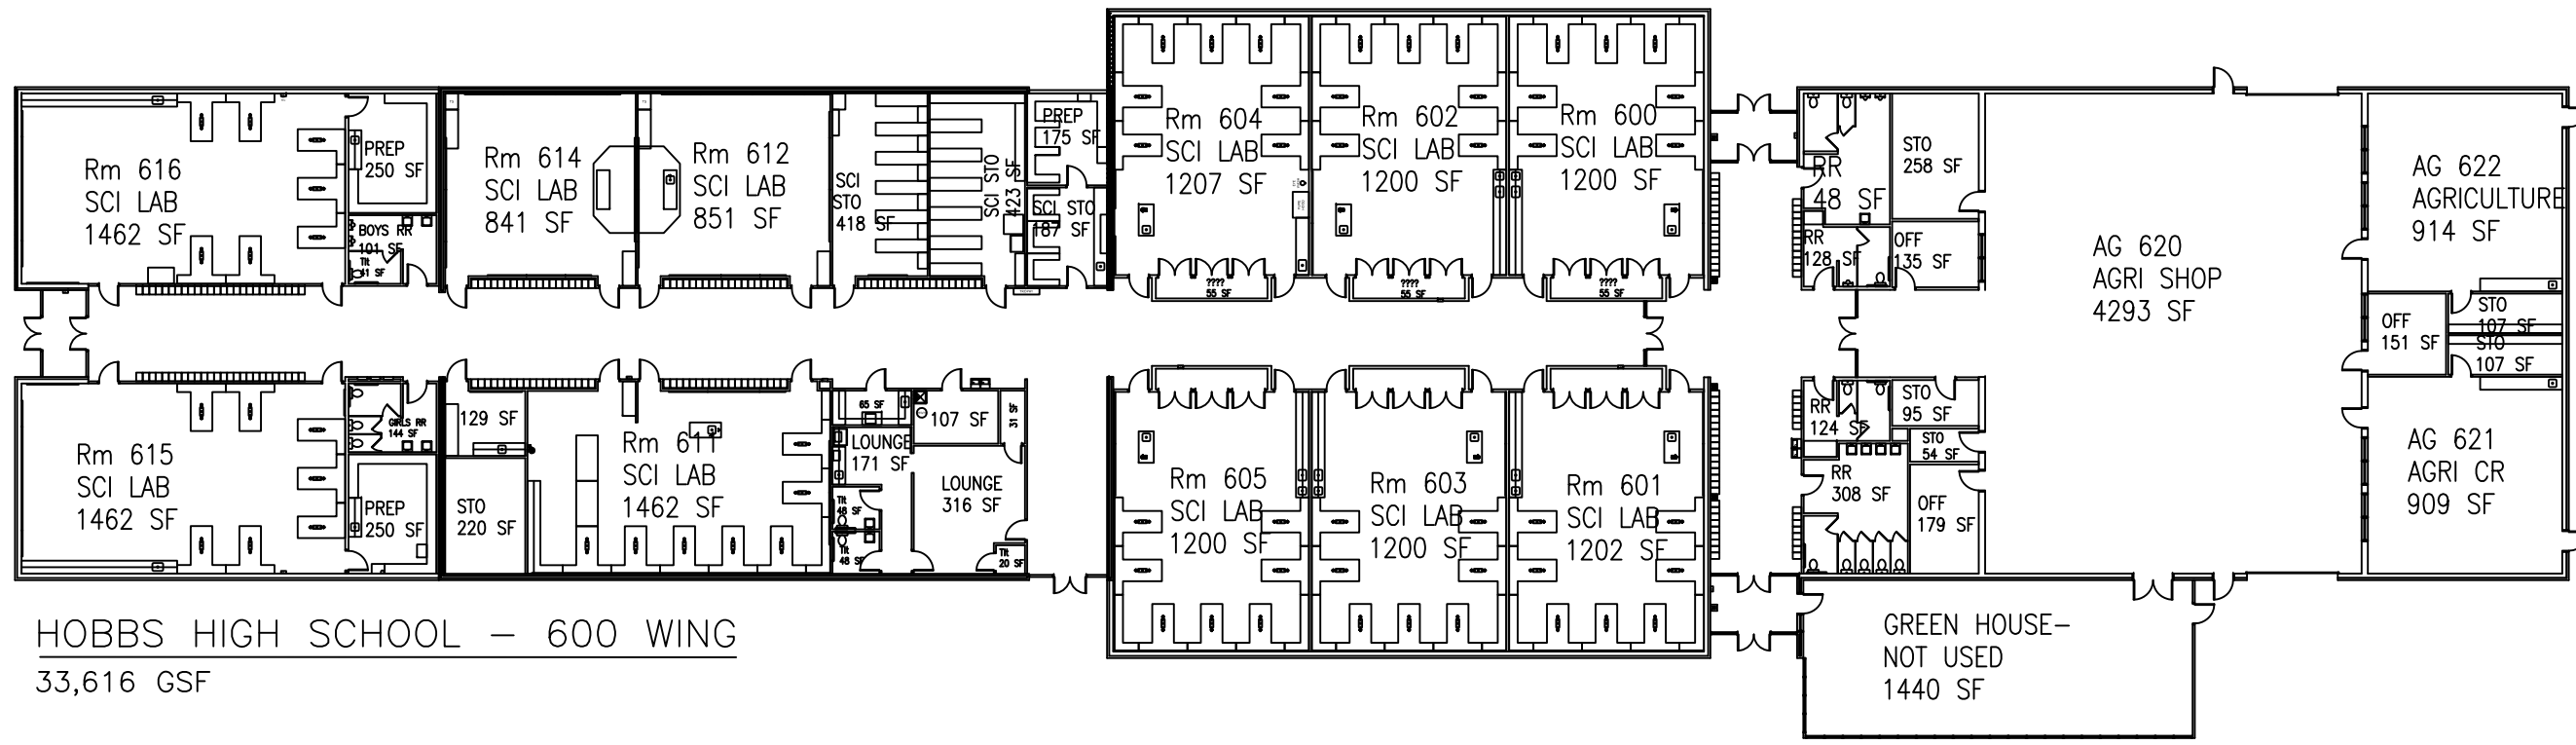 Rm 616
SCI LAB
1462 SF
PREP
250 SF
BOYS RR
101 SF
Tlt
41 SF
Rm 614
SCI LAB
841 SF
Rm 612
SCI LAB
851 SF
SCI
STO
418 SF
SCI STO
423 SF
PREP
175 SF
SCI STO
187 SF
Rm 604
SCI LAB
1207 SF
Rm 602
SCI LAB
1200 SF
Rm 600
SCI LAB
1200 SF
????
55 SF
????
55 SF
????
55 SF
RR
48 SF
STO
258 SF
RR
128 SF
OFF
135 SF
AG 620
AGRI SHOP
4293 SF
AG 622
AGRICULTURE
914 SF
OFF
151 SF
STO
107 SF
STO
107 SF
AG 621
AGRI CR
909 SF
Rm 615
SCI LAB
1462 SF
GIRLS RR
144 SF
PREP
250 SF
129 SF
STO
220 SF
Rm 611
SCI LAB
1462 SF
65 SF
LOUNGE
171 SF
107 SF
31 SF
LOUNGE
316 SF
Tlt
48 SF
Tlt
48 SF
Tlt
20 SF
Rm 605
SCI LAB
1200 SF
Rm 603
SCI LAB
1200 SF
Rm 601
SCI LAB
1202 SF
RR
124 SF
STO
95 SF
STO
54 SF
RR
308 SF
OFF
179 SF
GREEN HOUSE-
NOT USED
1440 SF
HOBBS HIGH SCHOOL - 600 WING
33,616 GSF